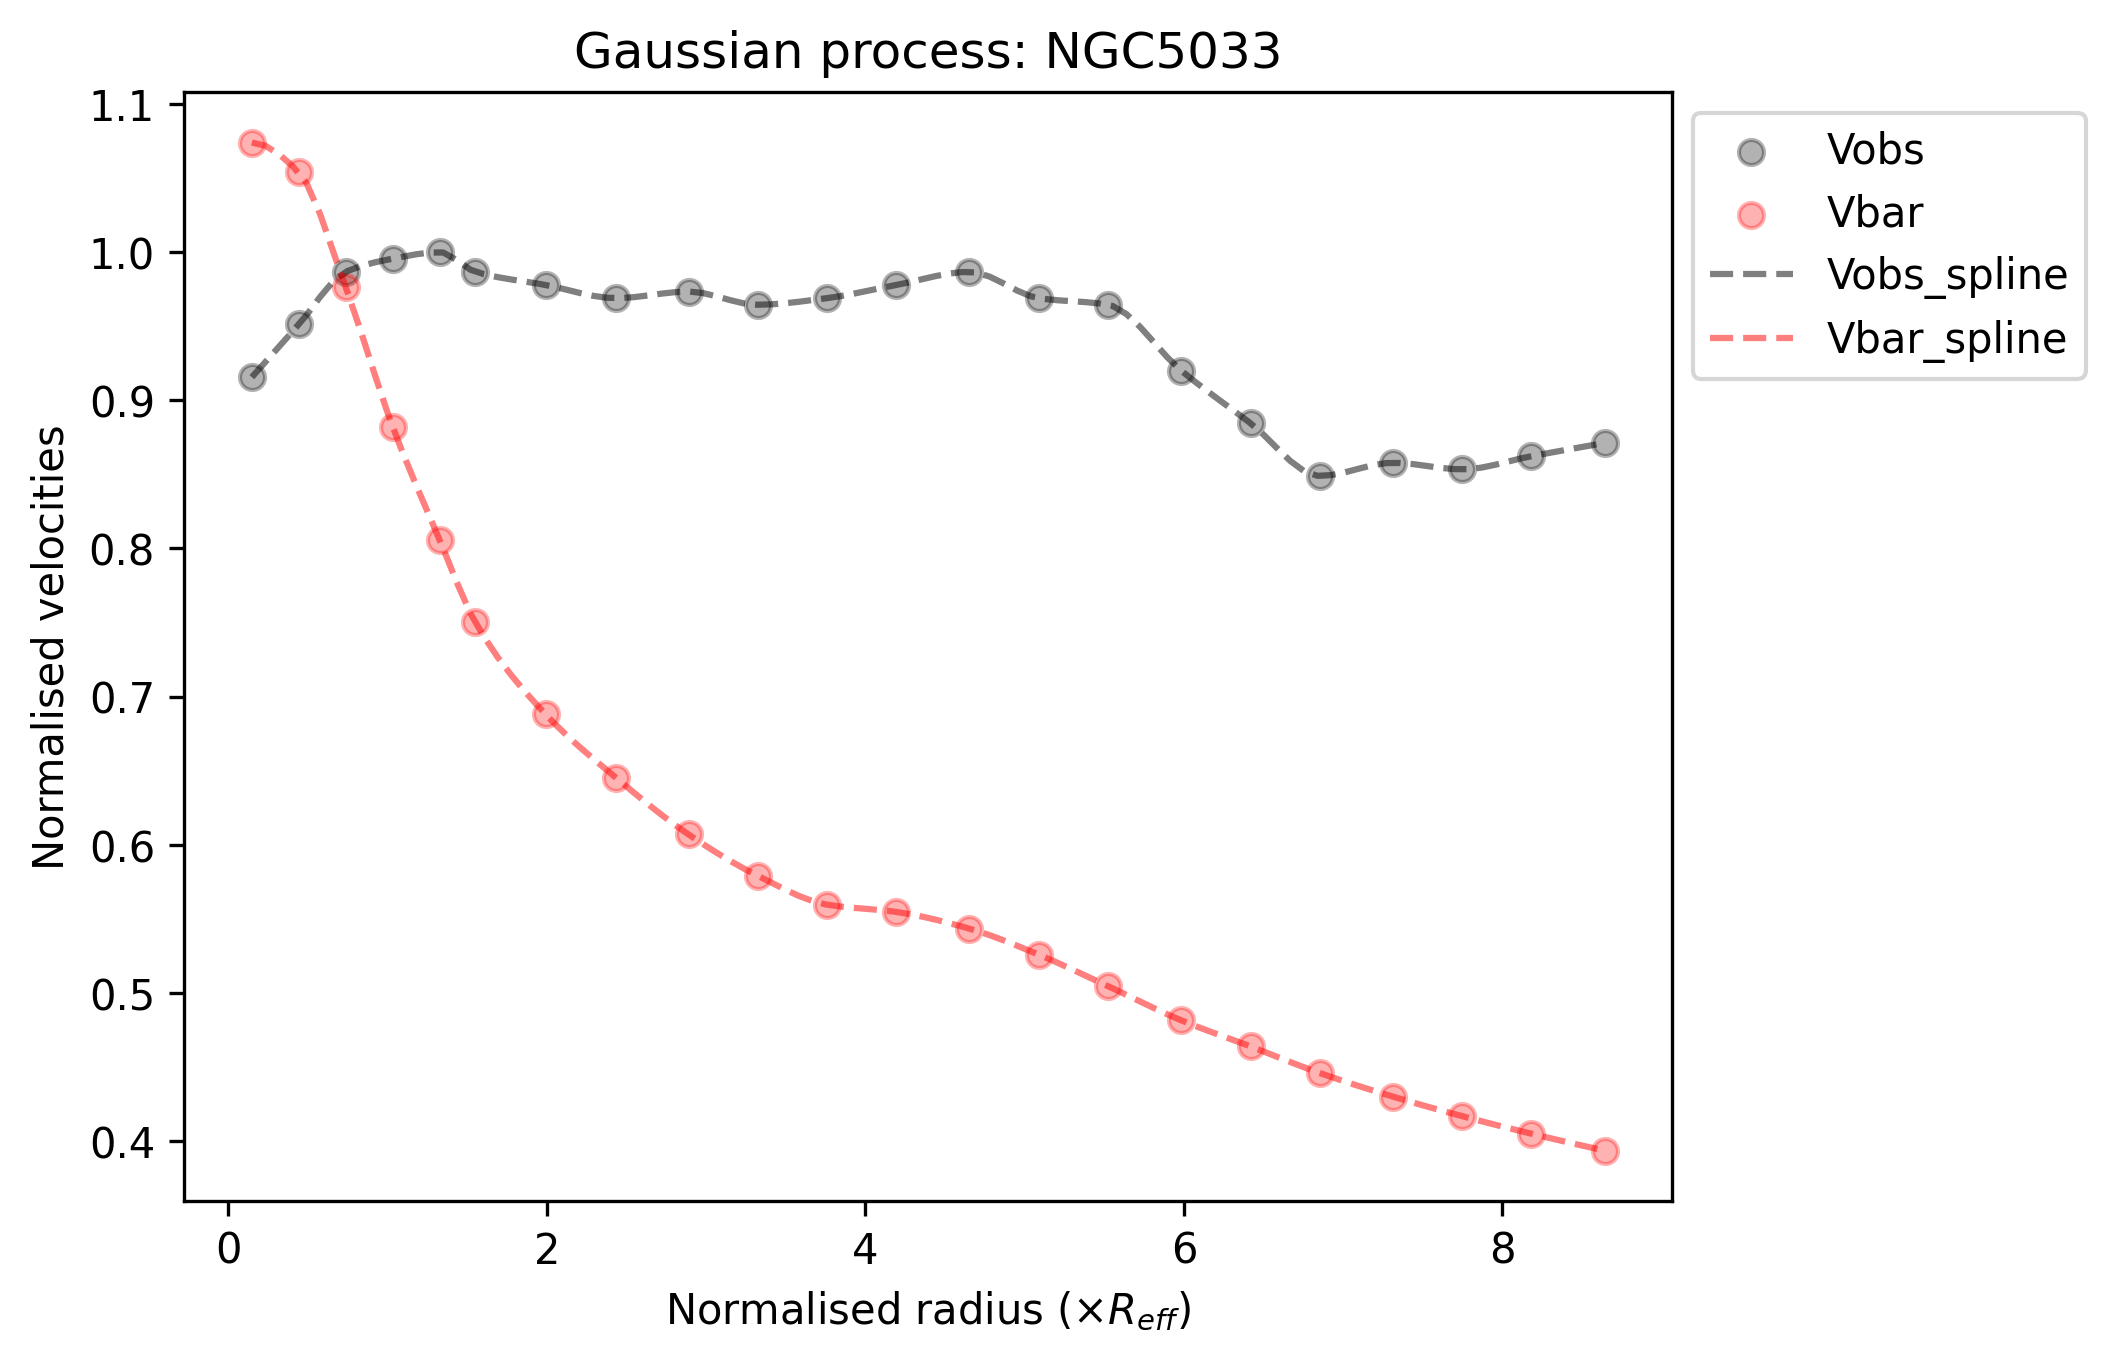 Gaussian process: NGC5033
1.1
1.0
0.9
0.8
0.7
0.6
0.5
0.4
Normalised velocities
0 2 4 6 8
Normalised radius (×R_eff)
Vobs
Vbar
Vobs_spline
Vbar_spline